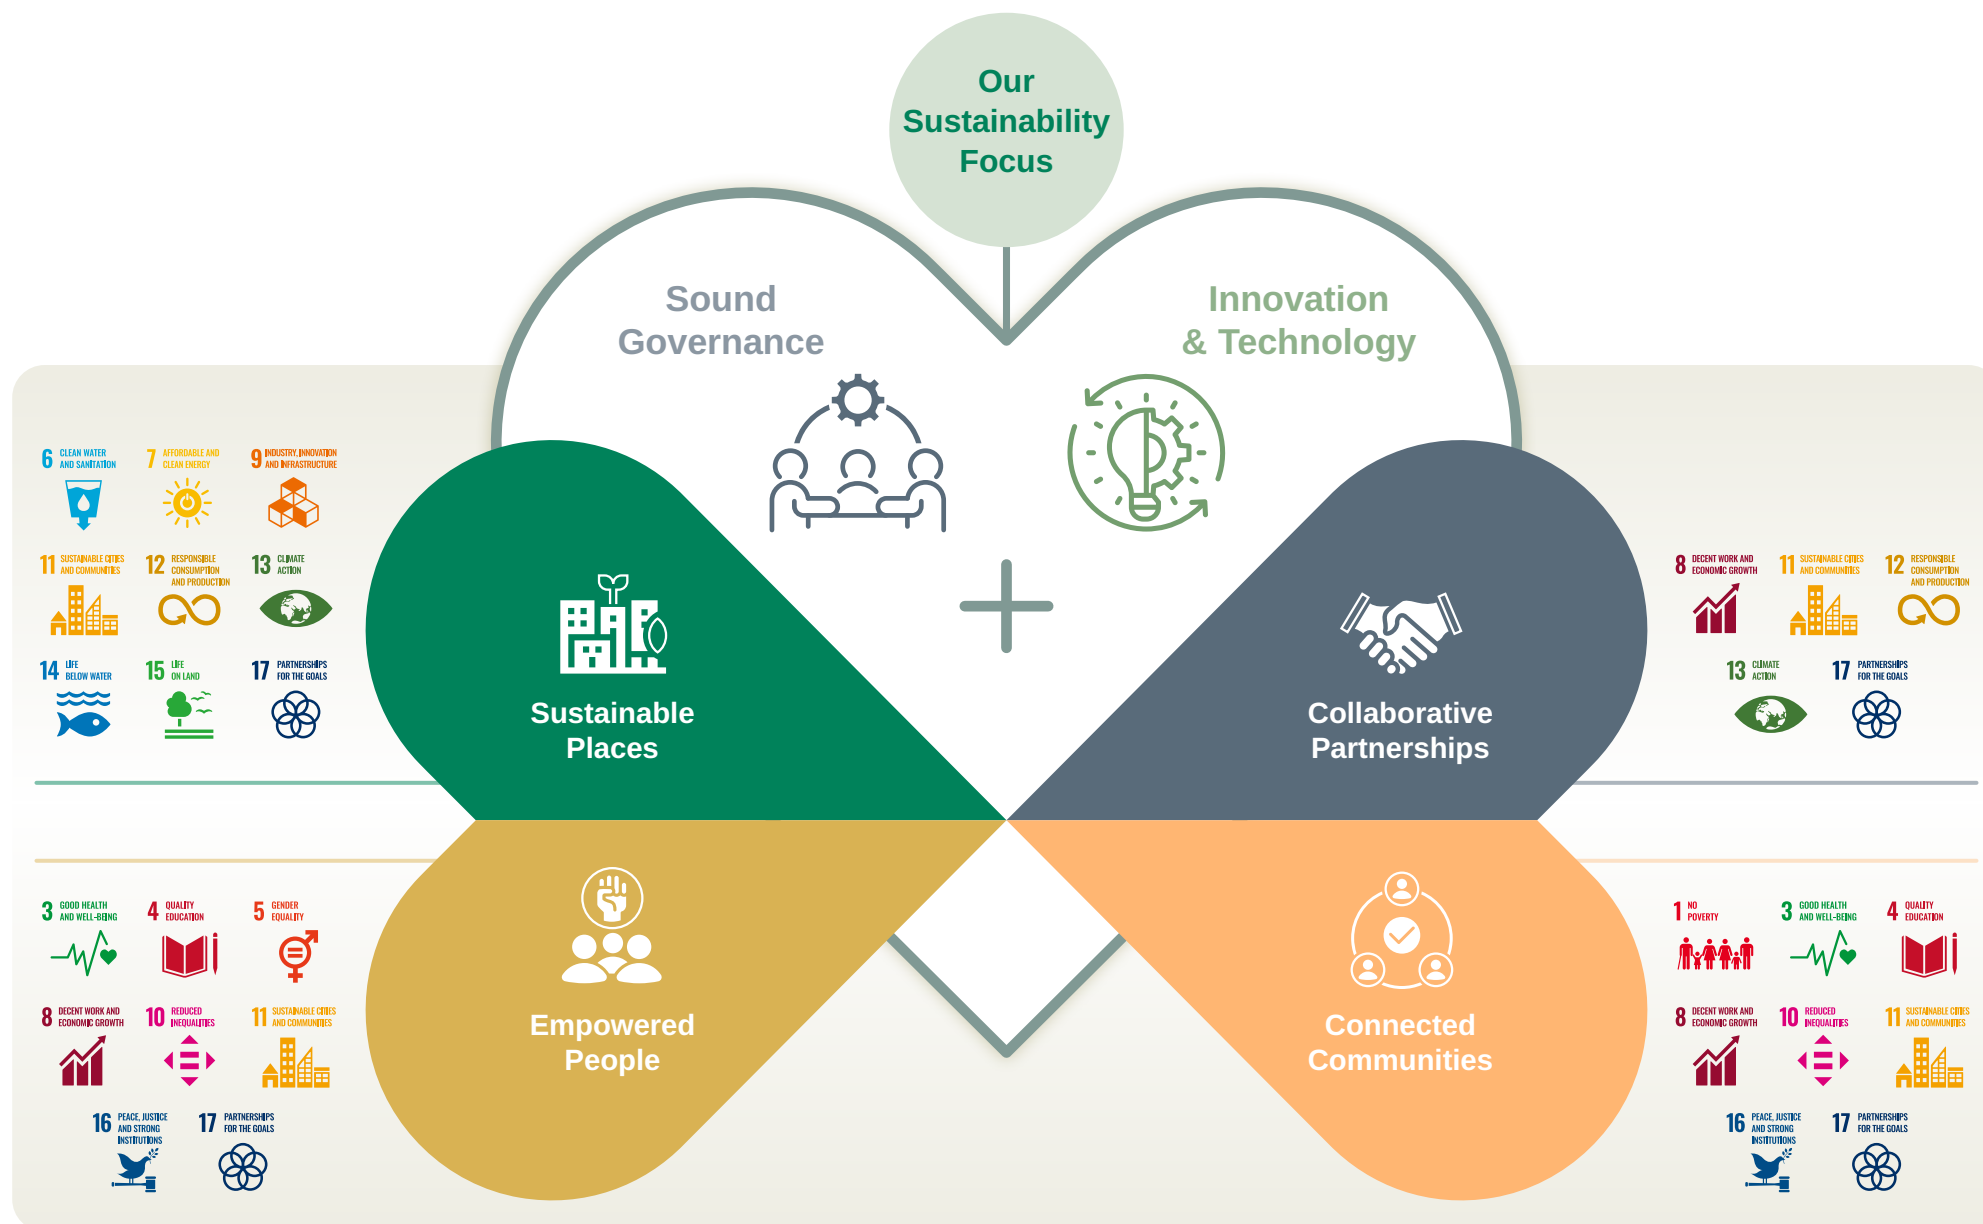 Our
Sustainability
Focus
Sound
Governance
Innovation
& Technology
6 CLEAN WATER
AND SANITATION
7 AFFORDABLE AND
CLEAN ENERGY
9 INDUSTRY, INNOVATION
AND INFRASTRUCTURE
11 SUSTAINABLE CITIES
AND COMMUNITIES
12 RESPONSIBLE
CONSUMPTION
AND PRODUCTION
13 CLIMATE
ACTION
14 LIFE
BELOW WATER
15 LIFE
ON LAND
17 PARTNERSHIPS
FOR THE GOALS
Sustainable
Places
Collaborative
Partnerships
8 DECENT WORK AND
ECONOMIC GROWTH
11 SUSTAINABLE CITIES
AND COMMUNITIES
12 RESPONSIBLE
CONSUMPTION
AND PRODUCTION
13 CLIMATE
ACTION
17 PARTNERSHIPS
FOR THE GOALS
3 GOOD HEALTH
AND WELL-BEING
4 QUALITY
EDUCATION
5 GENDER
EQUALITY
8 DECENT WORK AND
ECONOMIC GROWTH
10 REDUCED
INEQUALITIES
11 SUSTAINABLE CITIES
AND COMMUNITIES
16 PEACE, JUSTICE
AND STRONG
INSTITUTIONS
17 PARTNERSHIPS
FOR THE GOALS
Empowered
People
Connected
Communities
1 NO
POVERTY
3 GOOD HEALTH
AND WELL-BEING
4 QUALITY
EDUCATION
8 DECENT WORK AND
ECONOMIC GROWTH
10 REDUCED
INEQUALITIES
11 SUSTAINABLE CITIES
AND COMMUNITIES
16 PEACE, JUSTICE
AND STRONG
INSTITUTIONS
17 PARTNERSHIPS
FOR THE GOALS